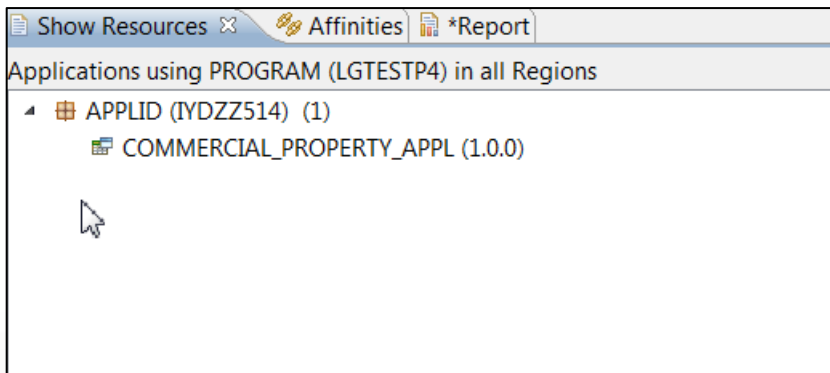 Show Resources Affinities *Report
Applications using PROGRAM (LGTESTP4) in all Regions
APPLID (IYDZZ514) (1)
COMMERCIAL_PROPERTY_APPL (1.0.0)